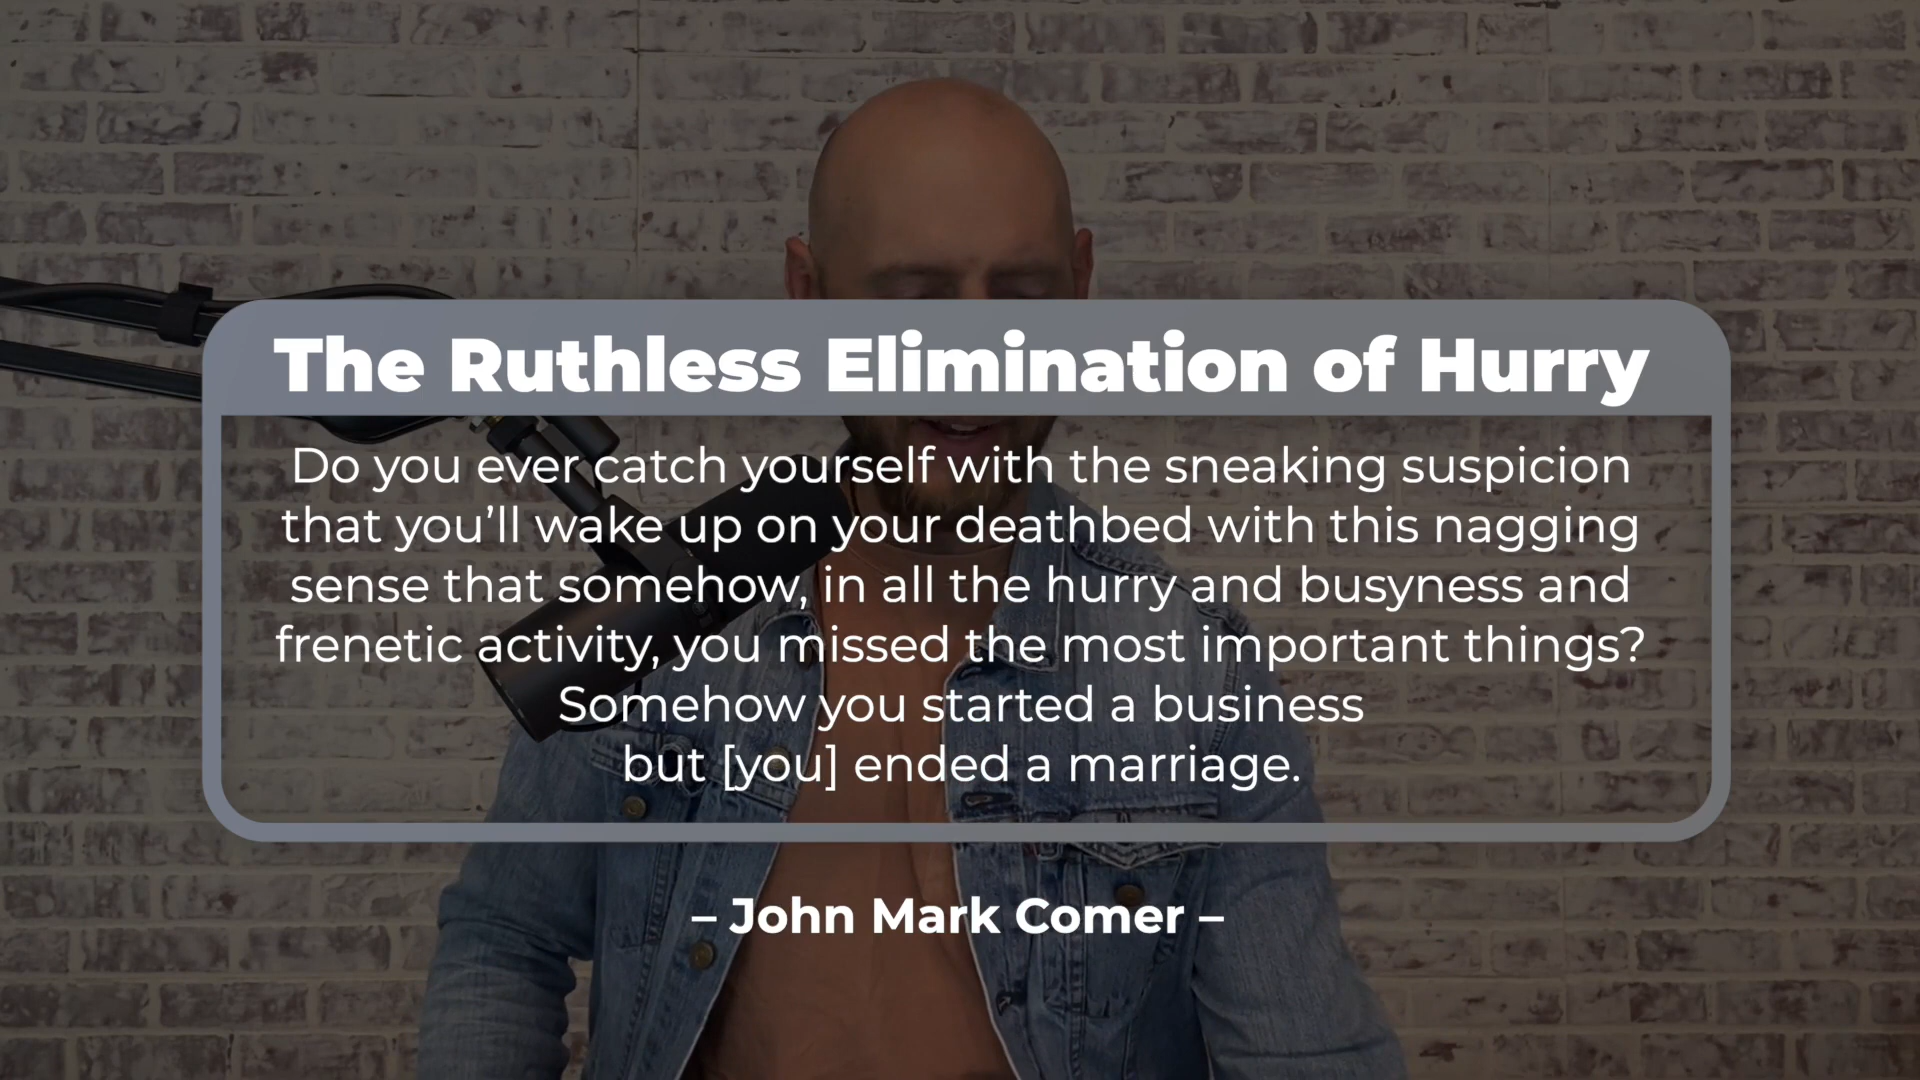 The Ruthless Elimination of Hurry
Do you ever catch yourself with the sneaking suspicion
that you’ll wake up on your deathbed with this nagging
sense that somehow, in all the hurry and busyness and
frenetic activity, you missed the most important things?
Somehow you started a business
but [you] ended a marriage.
– John Mark Comer –